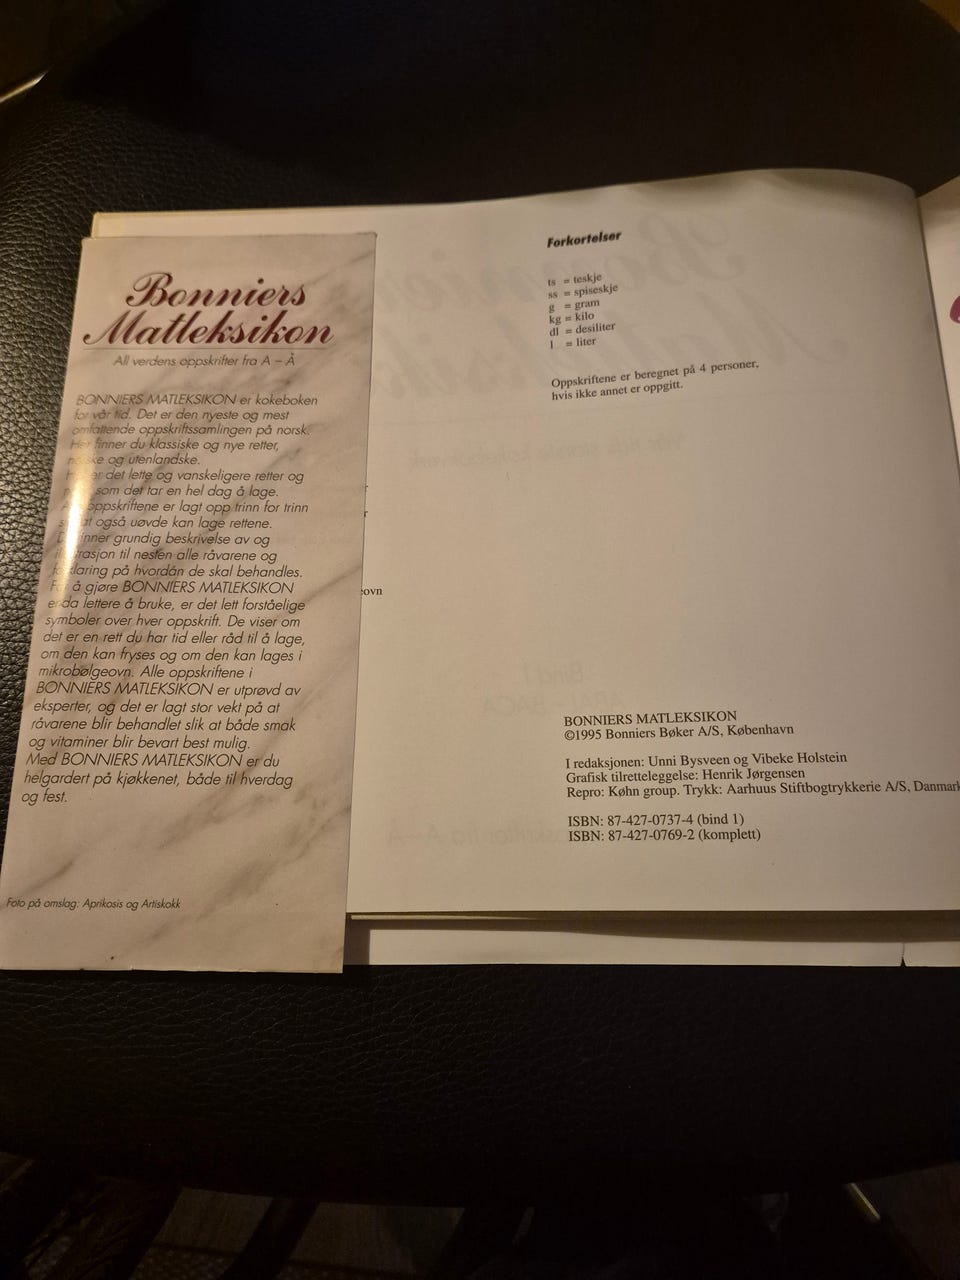 Bonniers
Matleksikon
All verdens oppskrifter fra A – Å
BONNIERS MATLEKSIKON er kokeboken
for vår tid. Det er den nyeste og mest
omfattende oppskriftssamlingen på norsk.
Her finner du klassiske og nye retter,
norske og utenlandske.
det lette og vanskeligere retter og
som det tar en hel dag å lage.
oppskriftene er lagt opp trinn for trinn
at også uøvde kan lage rettene.
finner grundig beskrivelse av og
illustrasjon til nesten alle råvarene og
forklaring på hvordan de skal behandles.
For å gjøre BONNIERS MATLEKSIKON
enda lettere å bruke, er det lett forståelige
symboler over hver oppskrift. De viser om
det er en rett du har tid eller råd til å lage,
om den kan fryses og om den kan lages i
mikrobølgeovn. Alle oppskriftene i
BONNIERS MATLEKSIKON er utprøvd av
eksperter, og det er lagt stor vekt på at
råvarene blir behandlet slik at både smak
og vitaminer blir bevart best mulig.
Med BONNIERS MATLEKSIKON er du
helgardert på kjøkkenet, både til hverdag
og fest.
Foto på omslag: Aprikosis og Artiskokk
ovn
Forkortelser
ts = teskje
ss = spiseskje
g = gram
kg = kilo
dl = desiliter
l = liter
Oppskriftene er beregnet på 4 personer,
hvis ikke annet er oppgitt.
BONNIERS MATLEKSIKON
©1995 Bonniers Bøker A/S, København
I redaksjonen: Unni Bysveen og Vibeke Holstein
Grafisk tilretteleggelse: Henrik Jørgensen
Repro: Køhn group. Trykk: Aarhuus Stiftbogtrykkerie A/S, Danmark
ISBN: 87-427-0737-4 (bind 1)
ISBN: 87-427-0769-2 (komplett)